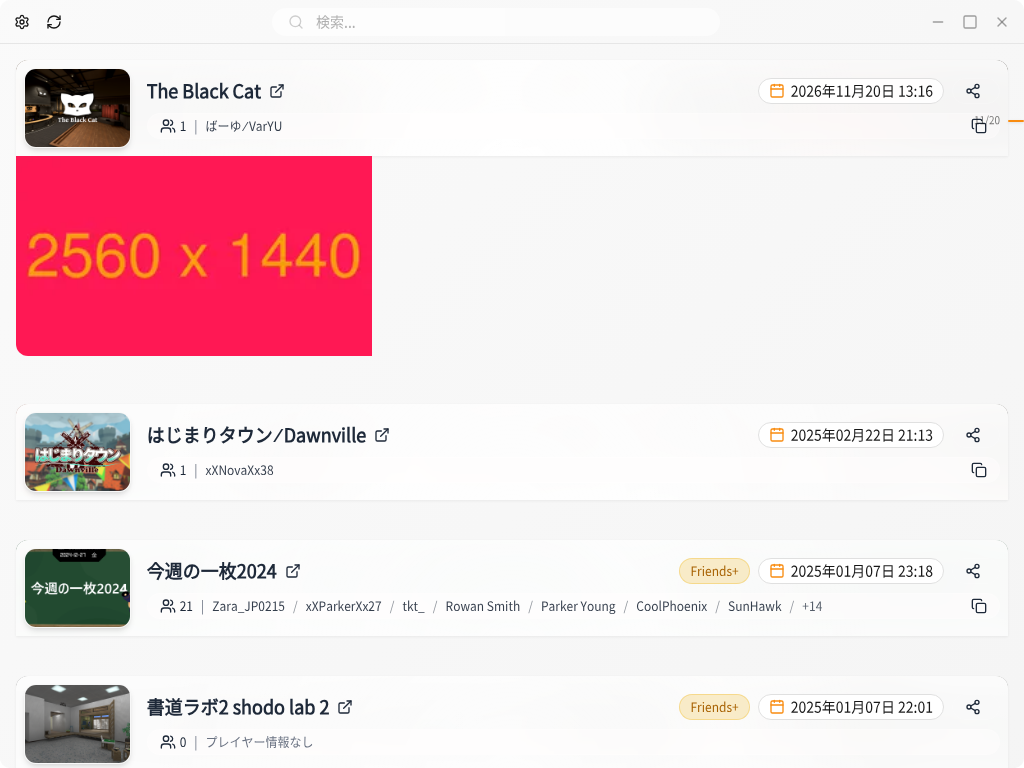 検索...
The Black Cat
The Black Cat
2026年11月20日 13:16
1 | ばーゆ/VarYU
11/20
2560 x 1440
はじまりタウン
Dawnville
はじまりタウン/Dawnville
2025年02月22日 21:13
1 | xXNovaXx38
今週の一枚2024
今週の一枚2024
Friends+
2025年01月07日 23:18
21 | Zara_JP0215 / xXParkerXx27 / tkt_ / Rowan Smith / Parker Young / CoolPhoenix / SunHawk / +14
書道ラボ2 shodo lab 2
Friends+
2025年01月07日 22:01
0 | プレイヤー情報なし